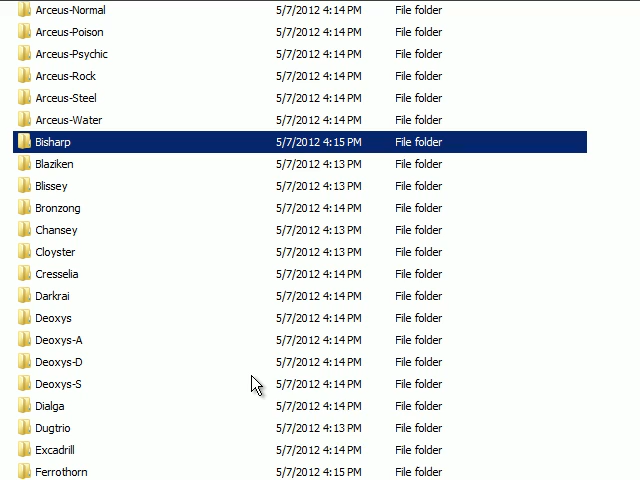 Arceus-Normal 5/7/2012 4:14 PM File folder
Arceus-Poison 5/7/2012 4:14 PM File folder
Arceus-Psychic 5/7/2012 4:14 PM File folder
Arceus-Rock 5/7/2012 4:14 PM File folder
Arceus-Steel 5/7/2012 4:14 PM File folder
Arceus-Water 5/7/2012 4:14 PM File folder
Bisharp 5/7/2012 4:15 PM File folder
Blaziken 5/7/2012 4:13 PM File folder
Blissey 5/7/2012 4:13 PM File folder
Bronzong 5/7/2012 4:14 PM File folder
Chansey 5/7/2012 4:13 PM File folder
Cloyster 5/7/2012 4:13 PM File folder
Cresselia 5/7/2012 4:14 PM File folder
Darkrai 5/7/2012 4:14 PM File folder
Deoxys 5/7/2012 4:14 PM File folder
Deoxys-A 5/7/2012 4:14 PM File folder
Deoxys-D 5/7/2012 4:14 PM File folder
Deoxys-S 5/7/2012 4:14 PM File folder
Dialga 5/7/2012 4:14 PM File folder
Dugtrio 5/7/2012 4:13 PM File folder
Excadrill 5/7/2012 4:14 PM File folder
Ferrothorn 5/7/2012 4:15 PM File folder